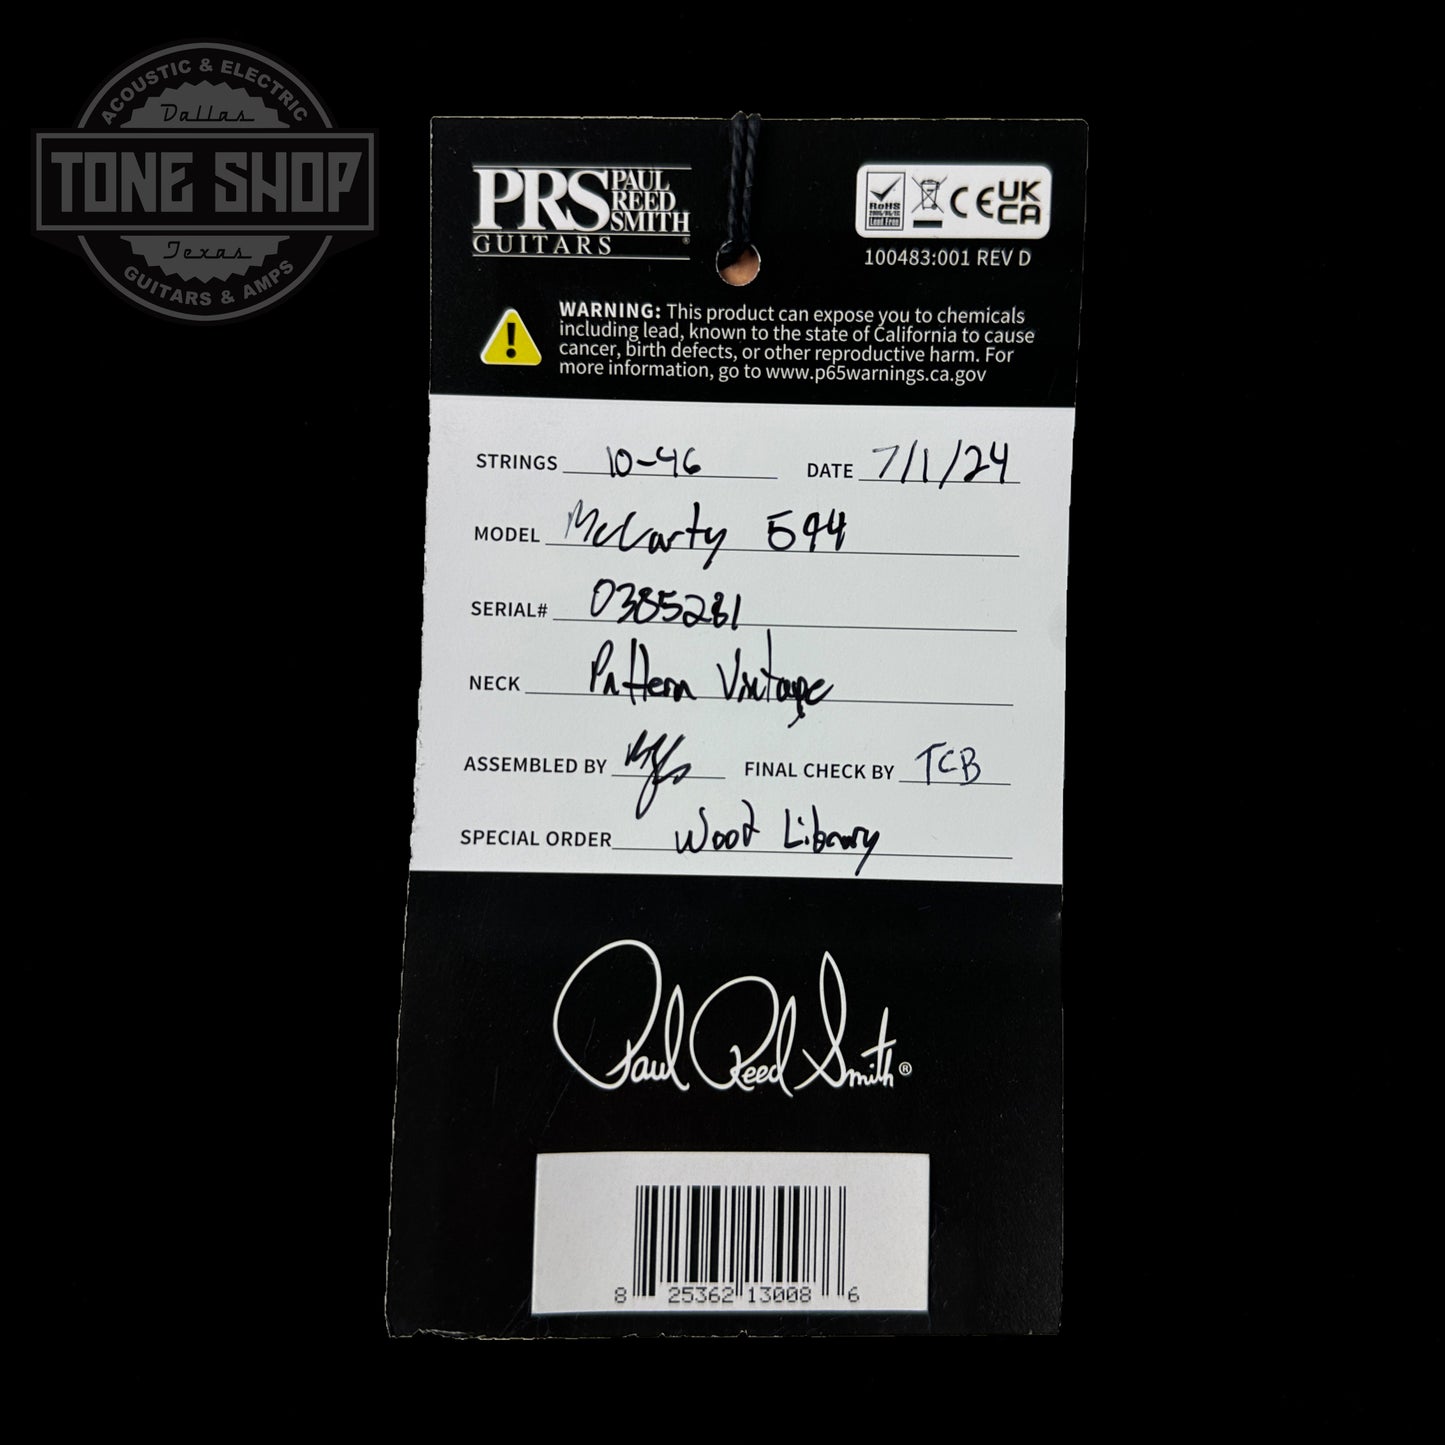 ACOUSTIC & ELECTRIC
Dallas
TONE SHOP
Texas
GUITARS & AMPS
PRS PAUL REED SMITH
GUITARS
RoHS
Lead Free
CE UK CA
100483:001 REV D
WARNING: This product can expose you to chemicals
including lead, known to the state of California to cause
cancer, birth defects, or other reproductive harm. For
more information, go to www.p65warnings.ca.gov
STRINGS 10-46 DATE 7/1/24
MODEL McCarty 594
SERIAL# 0385281
NECK Pattern Vintage
ASSEMBLED BY FINAL CHECK BY TCB
SPECIAL ORDER Wood Library
Paul Reed Smith®
8 25362 13008 6